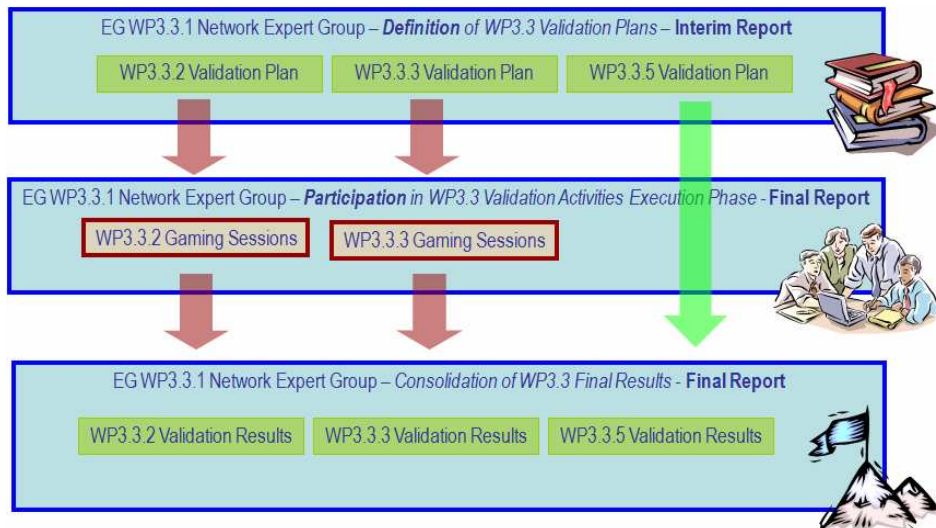 EG WP3.3.1 Network Expert Group – Definition of WP3.3 Validation Plans – Interim Report
WP3.3.2 Validation Plan
WP3.3.3 Validation Plan
WP3.3.5 Validation Plan
EG WP3.3.1 Network Expert Group – Participation in WP3.3 Validation Activities Execution Phase - Final Report
WP3.3.2 Gaming Sessions
WP3.3.3 Gaming Sessions
EG WP3.3.1 Network Expert Group – Consolidation of WP3.3 Final Results - Final Report
WP3.3.2 Validation Results
WP3.3.3 Validation Results
WP3.3.5 Validation Results